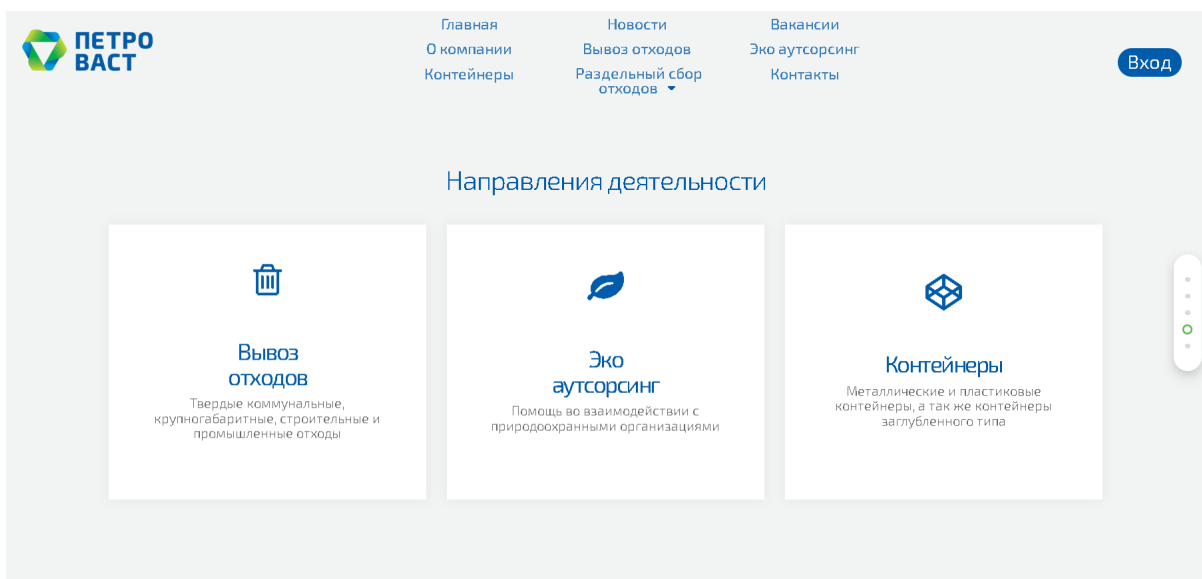 ПЕТРО
ВАСТ
Главная
О компании
Контейнеры
Новости
Вывоз отходов
Раздельный сбор
отходов
Вакансии
Эко аутсорсинг
Контакты
Вход
Направления деятельности
Вывоз
отходов
Твердые коммунальные,
крупногабаритные, строительные и
промышленные отходы
Эко
аутсорсинг
Помощь во взаимодействии с
природоохранными организациями
Контейнеры
Металлические и пластиковые
контейнеры, а так же контейнеры
заглубленного типа